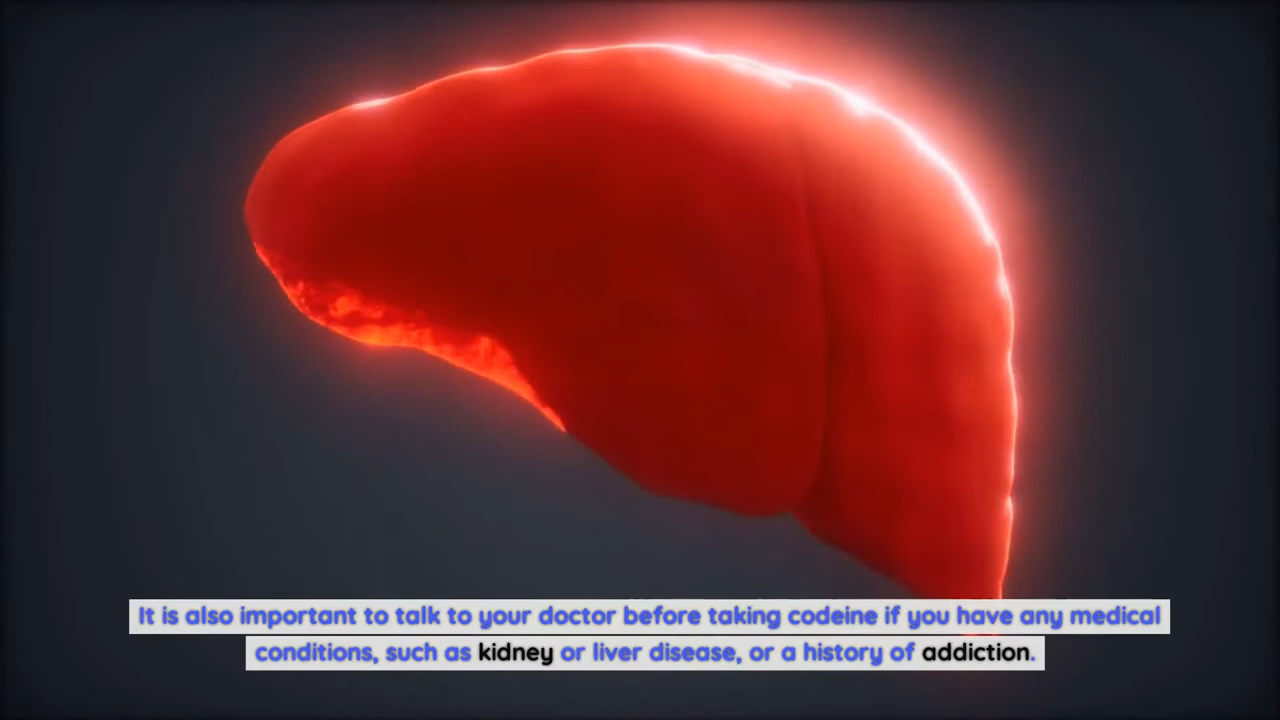 It is also important to talk to your doctor before taking codeine if you have any medical
conditions, such as kidney or liver disease, or a history of addiction.